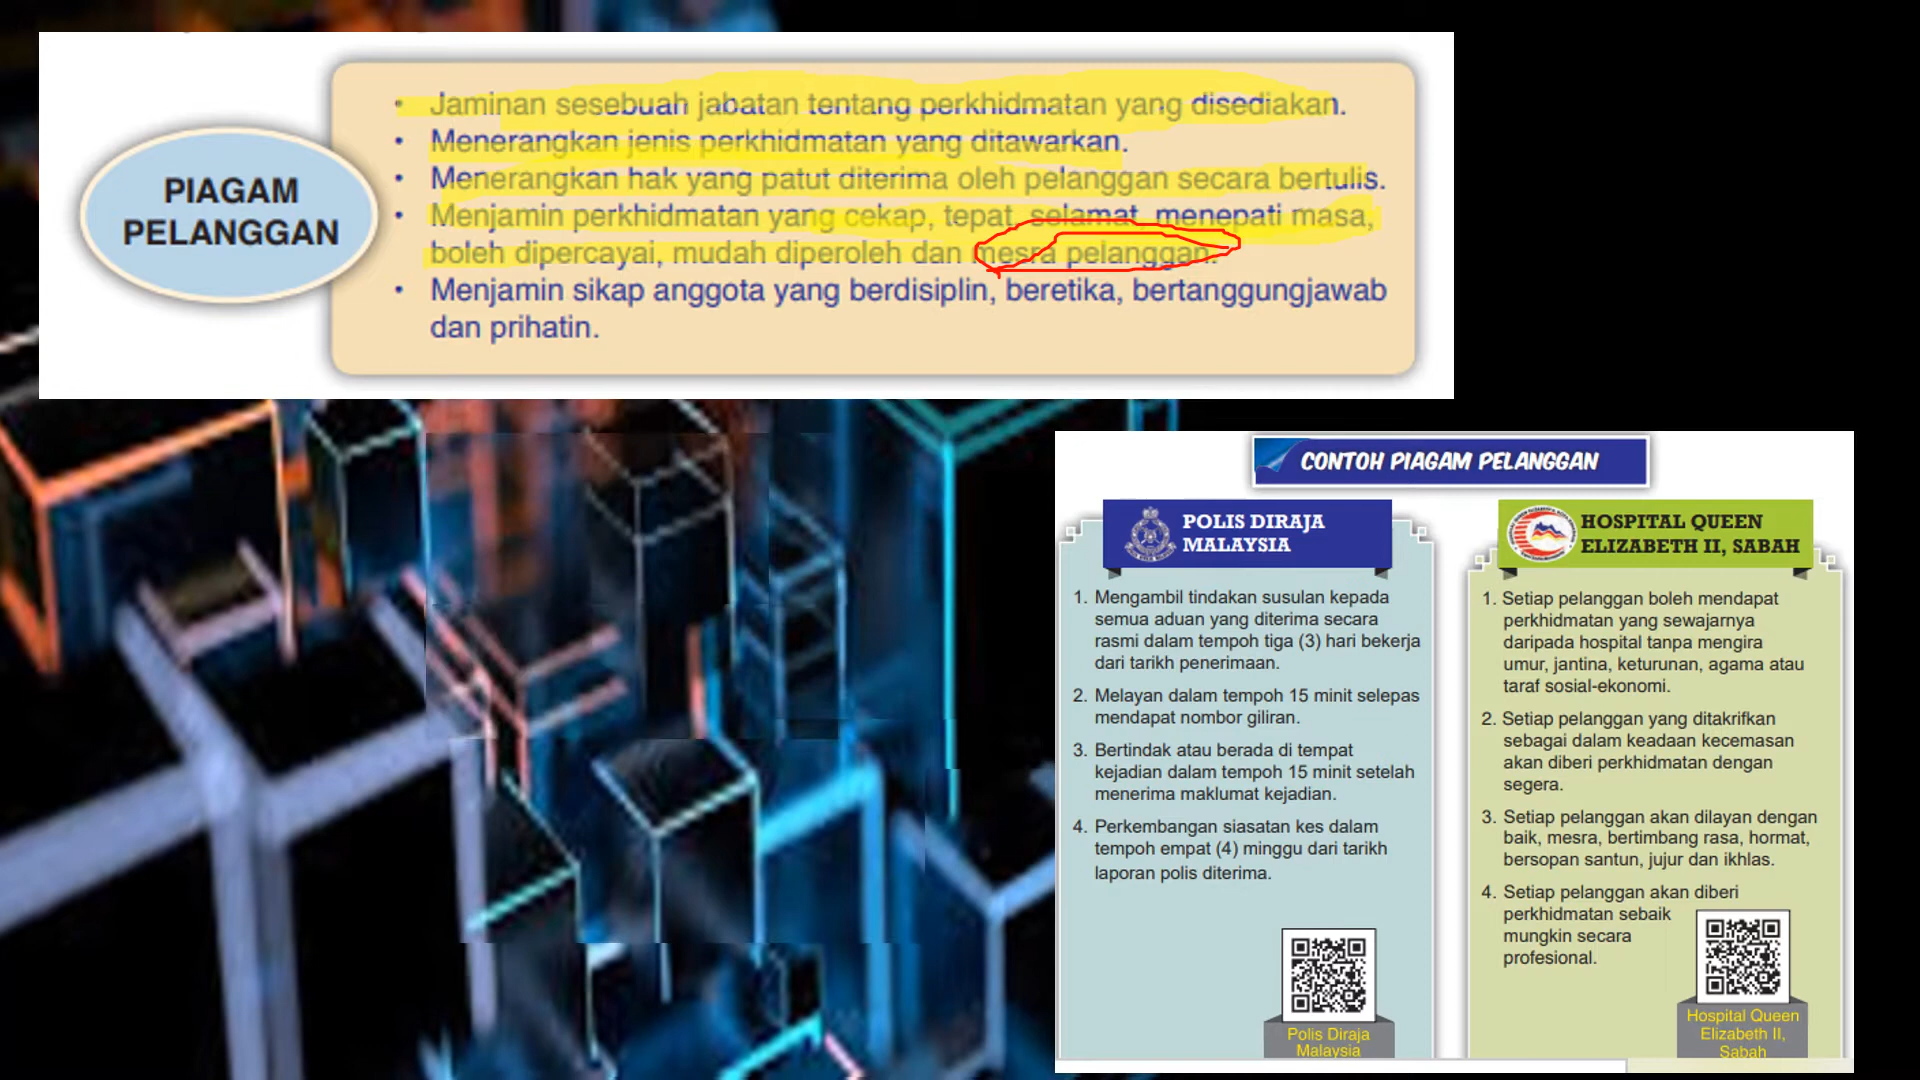 PIAGAM
PELANGGAN
• Jaminan sesebuah jabatan tentang perkhidmatan yang disediakan.
• Menerangkan jenis perkhidmatan yang ditawarkan.
• Menerangkan hak yang patut diterima oleh pelanggan secara bertulis.
• Menjamin perkhidmatan yang cekap, tepat, selamat, menepati masa,
boleh dipercayai, mudah diperoleh dan mesra pelanggan.
• Menjamin sikap anggota yang berdisiplin, beretika, bertanggungjawab
dan prihatin.
CONTOH PIAGAM PELANGGAN
POLIS DIRAJA
MALAYSIA
1. Mengambil tindakan susulan kepada
semua aduan yang diterima secara
rasmi dalam tempoh tiga (3) hari bekerja
dari tarikh penerimaan.
2. Melayan dalam tempoh 15 minit selepas
mendapat nombor giliran.
3. Bertindak atau berada di tempat
kejadian dalam tempoh 15 minit setelah
menerima maklumat kejadian.
4. Perkembangan siasatan kes dalam
tempoh empat (4) minggu dari tarikh
laporan polis diterima.
Polis Diraja
Malaysia
HOSPITAL QUEEN
ELIZABETH II, SABAH
1. Setiap pelanggan boleh mendapat
perkhidmatan yang sewajarnya
daripada hospital tanpa mengira
umur, jantina, keturunan, agama atau
taraf sosial-ekonomi.
2. Setiap pelanggan yang ditakrifkan
sebagai dalam keadaan kecemasan
akan diberi perkhidmatan dengan
segera.
3. Setiap pelanggan akan dilayan dengan
baik, mesra, bertimbang rasa, hormat,
bersopan santun, jujur dan ikhlas.
4. Setiap pelanggan akan diberi
perkhidmatan sebaik
mungkin secara
profesional.
Hospital Queen
Elizabeth II,
Sabah